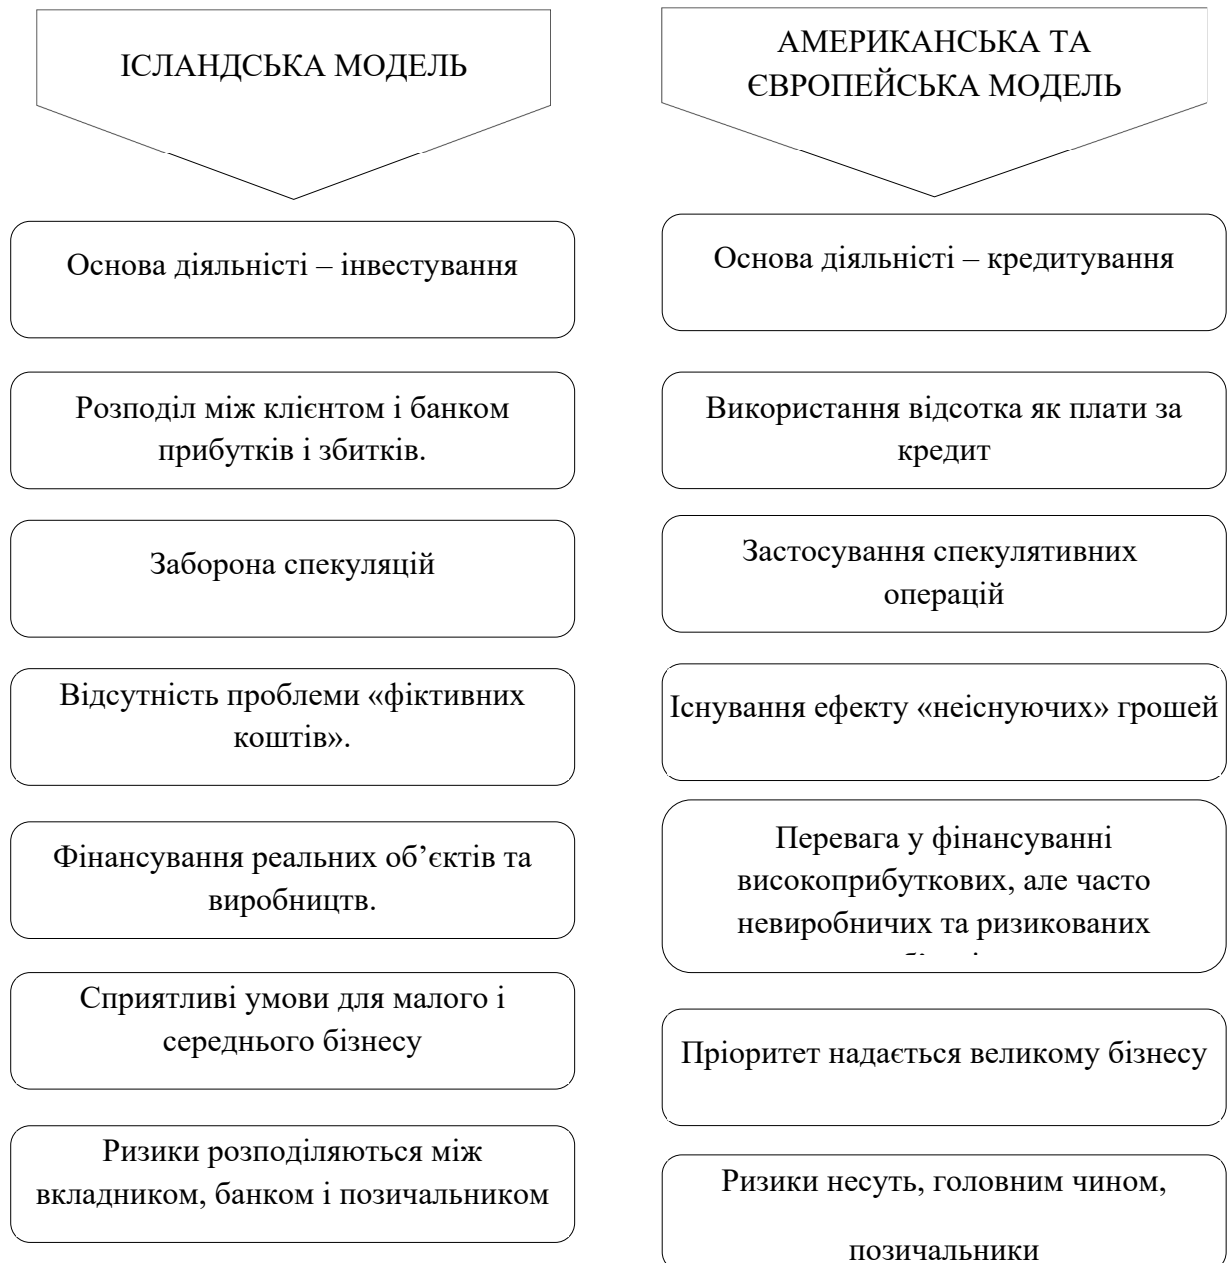 ІСЛАНДСЬКА МОДЕЛЬ
Основа діяльністі – інвестування
Розподіл між клієнтом і банком
прибутків і збитків.
Заборона спекуляцій
Відсутність проблеми «фіктивних
коштів».
Фінансування реальних об’єктів та
виробництв.
Сприятливі умови для малого і
середнього бізнесу
Ризики розподіляються між
вкладником, банком і позичальником
АМЕРИКАНСЬКА ТА
ЄВРОПЕЙСЬКА МОДЕЛЬ
Основа діяльністі – кредитування
Використання відсотка як плати за
кредит
Застосування спекулятивних
операцій
Існування ефекту «неіснуючих» грошей
Перевага у фінансуванні
високоприбуткових, але часто
невиробничих та ризикованих
Пріоритет надається великому бізнесу
Ризики несуть, головним чином,
позичальники